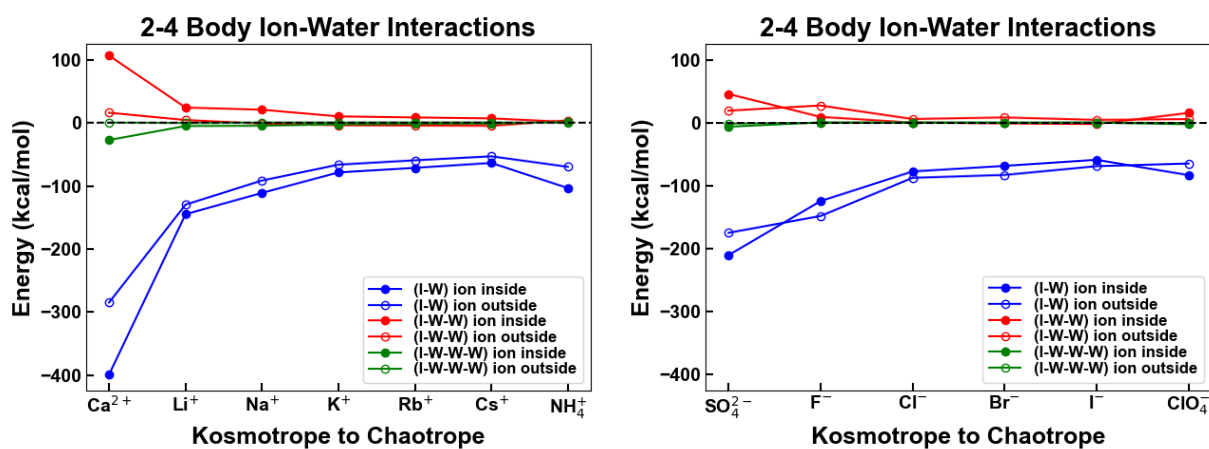 2-4 Body Ion-Water Interactions
Energy (kcal/mol)
100
0
−100
−200
−300
−400
(I-W) ion inside
(I-W) ion outside
(I-W-W) ion inside
(I-W-W) ion outside
(I-W-W-W) ion inside
(I-W-W-W) ion outside
Ca²⁺ Li⁺ Na⁺ K⁺ Rb⁺ Cs⁺ NH₄⁺
Kosmotrope to Chaotrope
2-4 Body Ion-Water Interactions
Energy (kcal/mol)
100
0
−100
−200
−300
−400
(I-W) ion inside
(I-W) ion outside
(I-W-W) ion inside
(I-W-W) ion outside
(I-W-W-W) ion inside
(I-W-W-W) ion outside
SO₄²⁻ F⁻ Cl⁻ Br⁻ I⁻ ClO₄⁻
Kosmotrope to Chaotrope